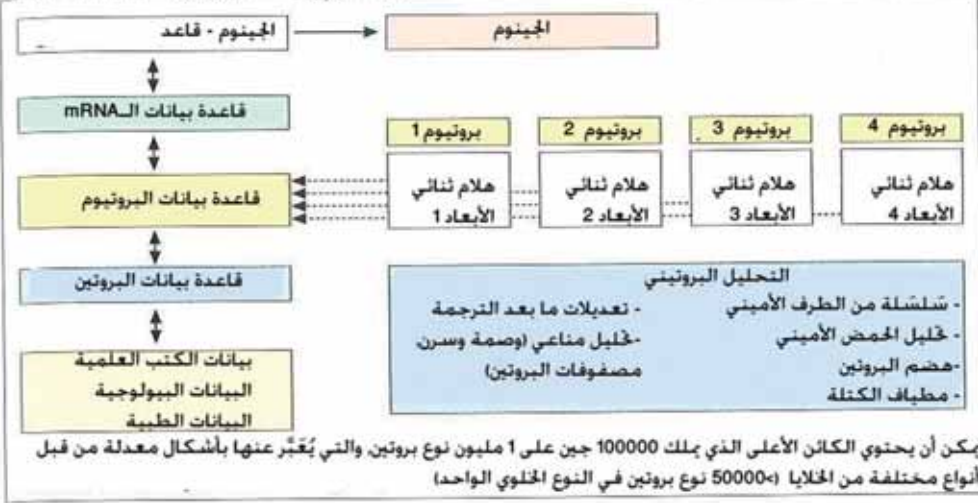 الجينوم - قاعد
الجينوم
قاعدة بيانات الـmRNA
بروتيوم 1
بروتيوم 2
بروتيوم 3
بروتيوم 4
قاعدة بيانات البروتيوم
هلام ثنائي
الأبعاد 1
هلام ثنائي
الأبعاد 2
هلام ثنائي
الأبعاد 3
هلام ثنائي
الأبعاد 4
قاعدة بيانات البروتين
التحليل البروتيني
- سَلسَلة من الطرف الأميني
- تحليل الحمض الأميني
-هضم البروتين
- مطياف الكتلة
- تعديلات ما بعد الترجمة
-تحليل مناعي (وصمة وسرن،
مصفوفات البروتين)
بيانات الكتب العلمية
البيانات البيولوجية
البيانات الطبية
يمكن أن يحتوي الكائن الأعلى الذي يملك 100000 جين على 1 مليون نوع بروتين، والتي يُعَبَّر عنها بأشكال معدلة من قبل
أنواع مختلفة من الخلايا (>50000 نوع بروتين في النوع الخلوي الواحد)